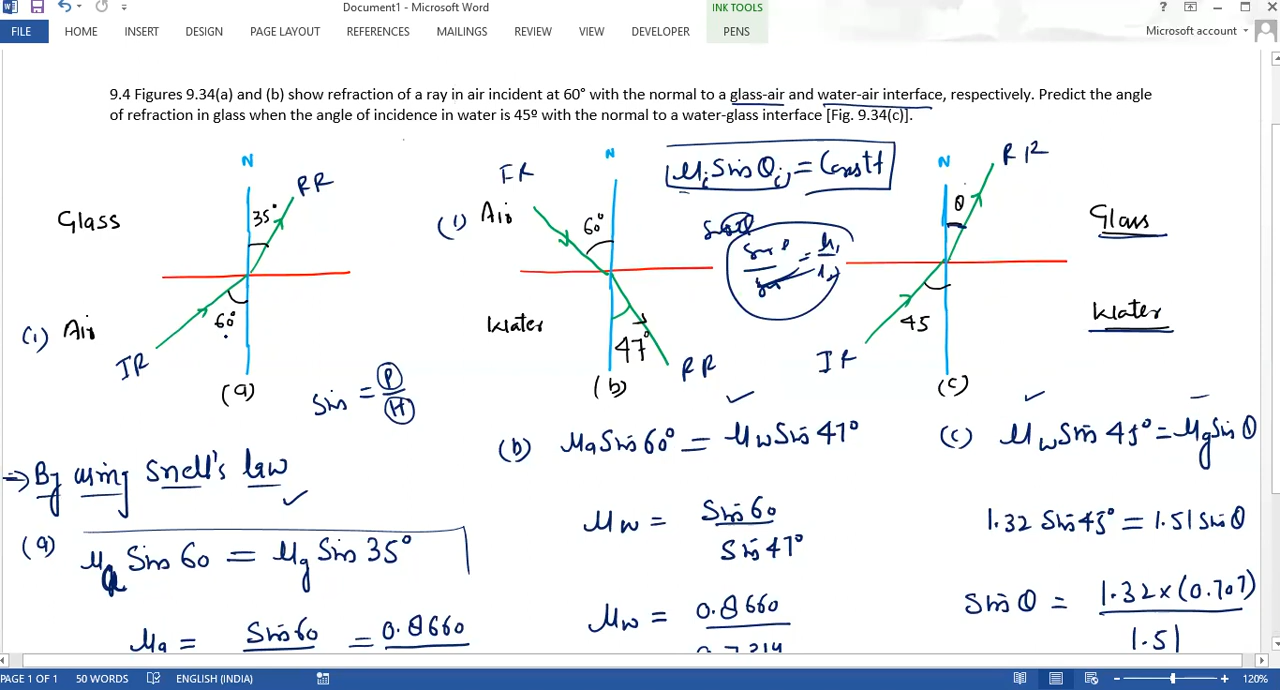 Document1 - Microsoft Word
INK TOOLS
FILE HOME INSERT DESIGN PAGE LAYOUT REFERENCES MAILINGS REVIEW VIEW DEVELOPER PENS
Microsoft account
9.4 Figures 9.34(a) and (b) show refraction of a ray in air incident at 60° with the normal to a glass-air and water-air interface, respectively. Predict the angle
of refraction in glass when the angle of incidence in water is 45º with the normal to a water-glass interface [Fig. 9.34(c)].
N
RR
35°
Glass
(1) Air
60°
IR
(a)
Sin = P/H
N
IR
(1) Air
60°
Water
47°
RR
(b)
μi Sin θi = Constt
N
RR
θ
Glass
Water
45
IR
(c)
⇒ By using Snell's law
(a) μa Sin 60 = μg Sin 35°
Sin 60 = 0.8660
(b) μa Sin 60° = μw Sin 47°
μw = Sin 60 / Sin 47°
μw = 0.8660
(c) μw Sin 45° = μg Sin θ
1.32 Sin 45° = 1.51 Sin θ
Sin θ = 1.32 x (0.707) / 1.51
PAGE 1 OF 1 50 WORDS ENGLISH (INDIA) 120%